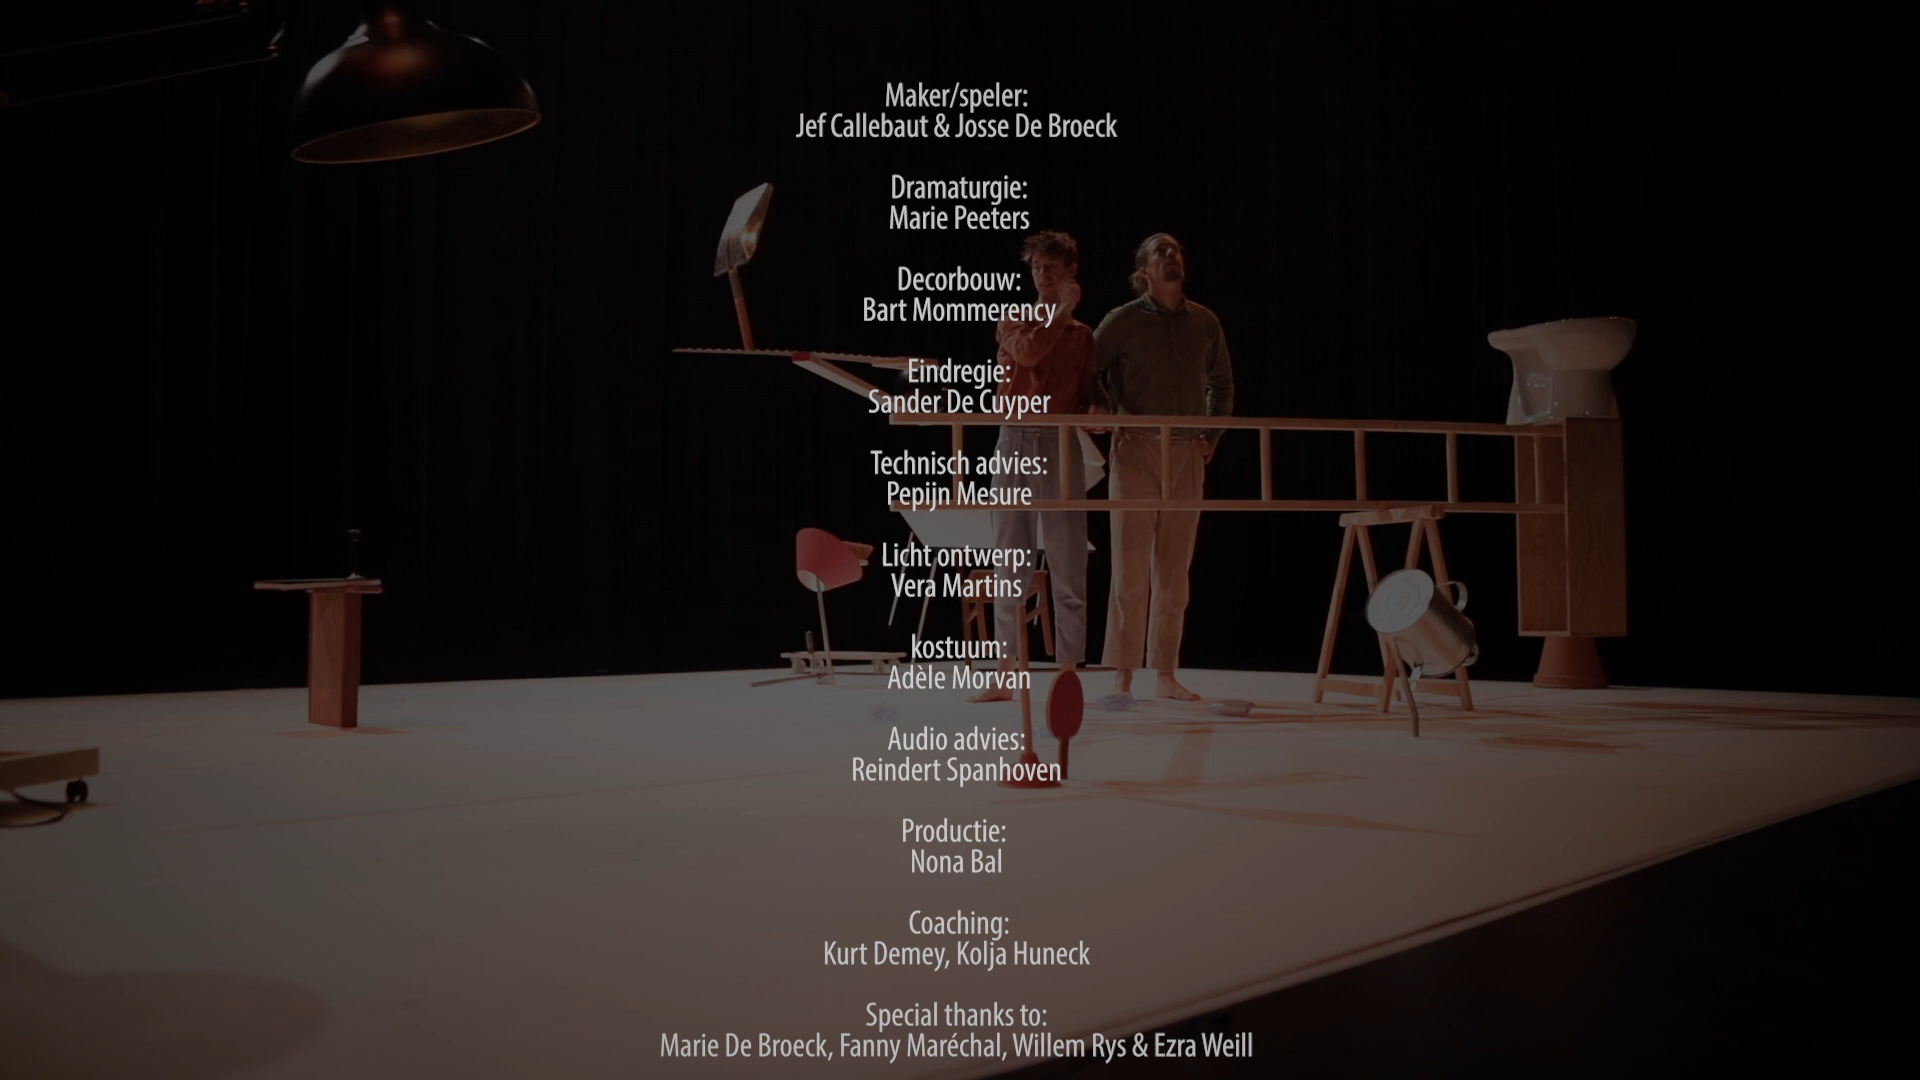 Maker/speler:
Jef Callebaut & Josse De Broeck
Dramaturgie:
Marie Peeters
Decorbouw:
Bart Mommerency
Eindregie:
Sander De Cuyper
Technisch advies:
Pepijn Mesure
Licht ontwerp:
Vera Martins
kostuum:
Adèle Morvan
Audio advies:
Reindert Spanhoven
Productie:
Nona Bal
Coaching:
Kurt Demey, Kolja Huneck
Special thanks to:
Marie De Broeck, Fanny Maréchal, Willem Rys & Ezra Weill